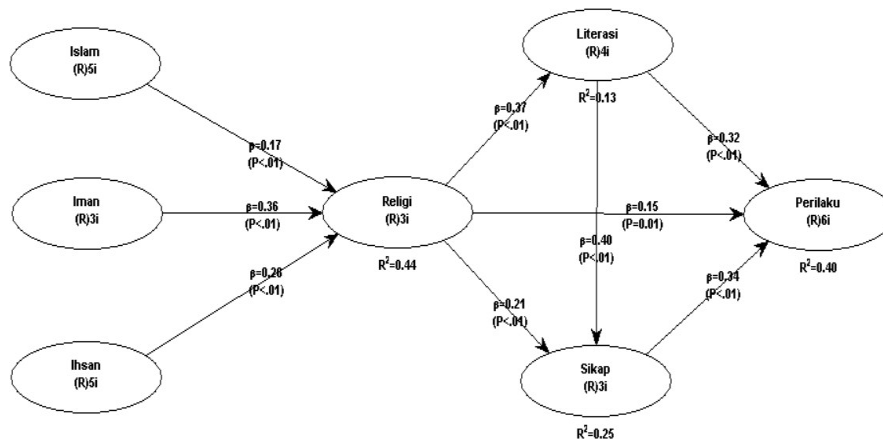 Islam
(R)5i
Iman
(R)3i
Ihsan
(R)5i
β=0.17
(P<.01)
β=0.36
(P<.01)
β=0.26
(P<.01)
Religi
(R)3i
R²=0.44
β=0.37
(P<.01)
β=0.21
(P<.01)
Literasi
(R)4i
R²=0.13
β=0.40
(P<.01)
Sikap
(R)3i
R²=0.25
β=0.32
(P<.01)
β=0.15
(P=0.01)
β=0.34
(P<.01)
Perilaku
(R)6i
R²=0.40